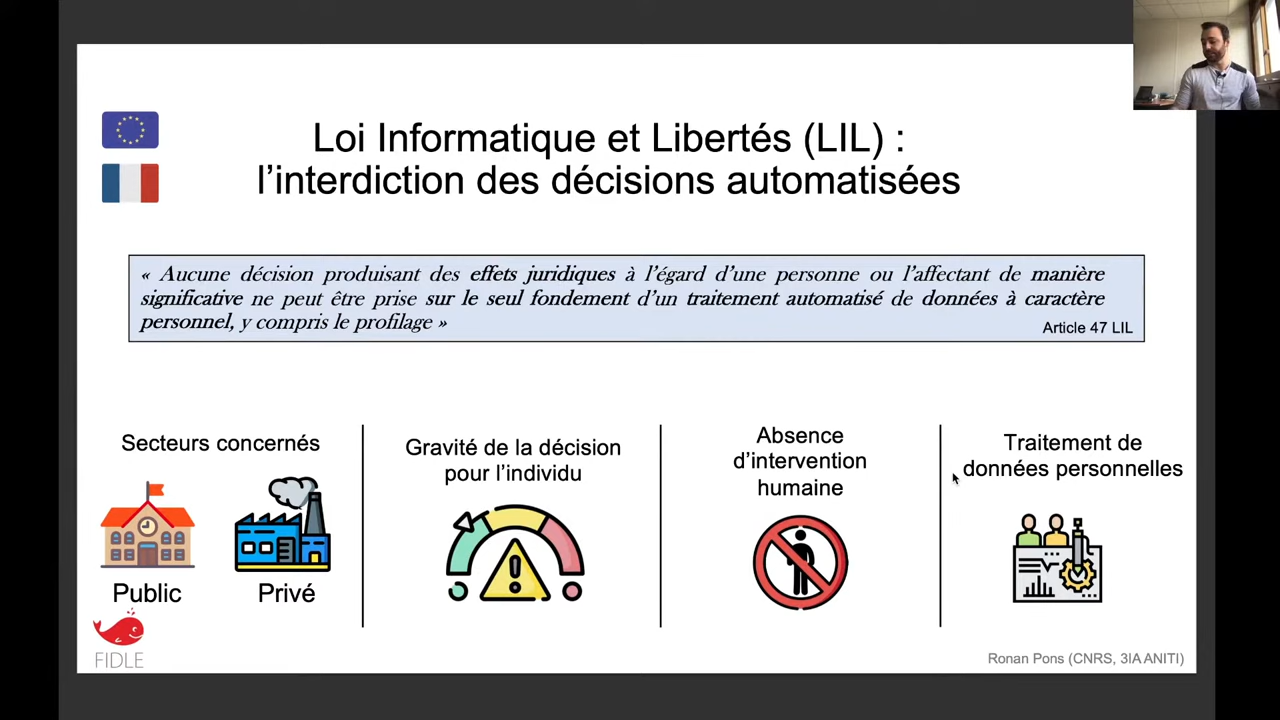 Loi Informatique et Libertés (LIL) :
l’interdiction des décisions automatisées
« Aucune décision produisant des effets juridiques à l’égard d’une personne ou l’affectant de manière
significative ne peut être prise sur le seul fondement d’un traitement automatisé de données à caractère
personnel, y compris le profilage »
Article 47 LIL
Secteurs concernés
Public
Privé
Gravité de la décision
pour l’individu
Absence
d’intervention
humaine
Traitement de
données personnelles
FIDLE
Ronan Pons (CNRS, 3IA ANITI)